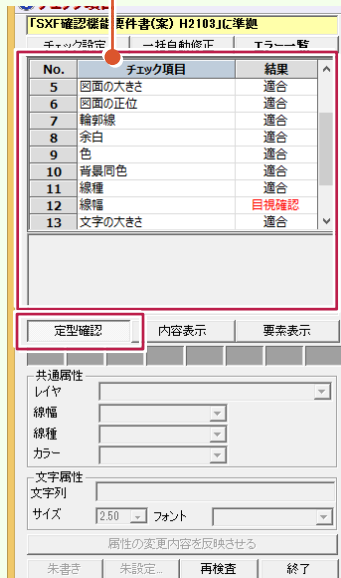 「SXF確認機能要件書(案) H2103」に準拠
チェック設定 一括自動修正 エラー一覧
No. チェック項目 結果
5 図面の大きさ 適合
6 図面の正位 適合
7 輪郭線 適合
8 余白 適合
9 色 適合
10 背景同色 適合
11 線種 適合
12 線幅 目視確認
13 文字の大きさ 適合
定型確認 内容表示 要素表示
共通属性
レイヤ
線幅
線種
カラー
文字属性
文字列
サイズ 2.50 フォント
属性の変更内容を反映させる
朱書き 朱設定... 再検査 終了